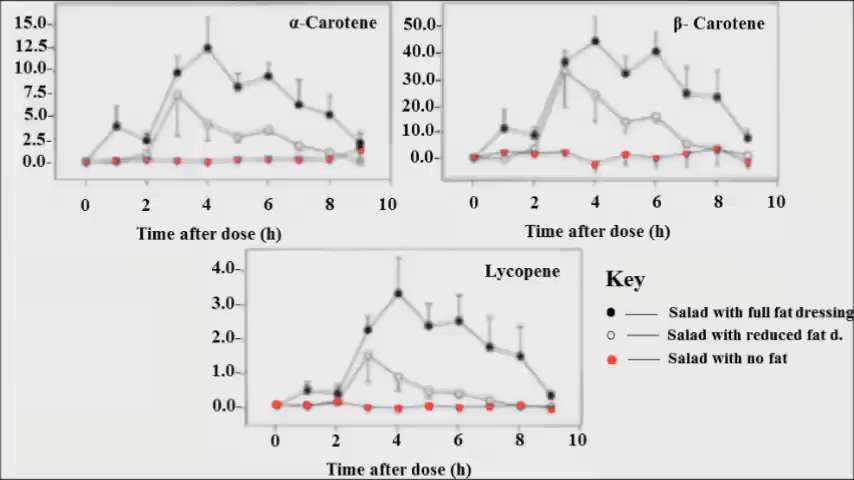 α-Carotene
15.0-
12.5-
10.0-
7.5-
5.0-
2.5-
0.0-
0 2 4 6 8 10
Time after dose (h)
β- Carotene
50.0-
40.0-
30.0-
20.0-
10.0-
0.0-
0 2 4 6 8 10
Time after dose (h)
Lycopene
4.0-
3.0-
2.0-
1.0-
0.0-
0 2 4 6 8 10
Time after dose (h)
Key
Salad with full fat dressing
Salad with reduced fat d.
Salad with no fat